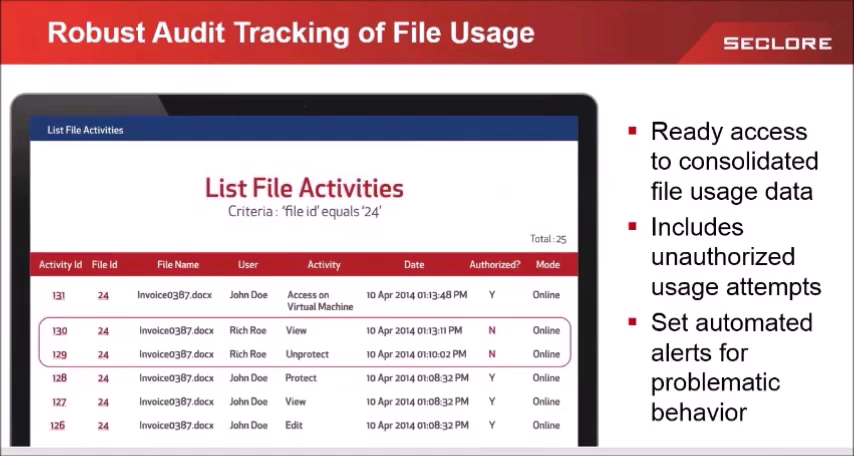 Robust Audit Tracking of File Usage
SECLORE
List File Activities
List File Activities
Criteria : 'file id' equals '24'
Total : 25
Activity Id File Id File Name User Activity Date Authorized? Mode
131 24 Invoice0387.docx John Doe Access on Virtual Machine 10 Apr 2014 01:13:48 PM Y Online
130 24 Invoice0387.docx Rich Roe View 10 Apr 2014 01:13:11 PM N Online
129 24 Invoice0387.docx Rich Roe Unprotect 10 Apr 2014 01:10:02 PM N Online
128 24 Invoice0387.docx John Doe Protect 10 Apr 2014 01:08:32 PM Y Online
127 24 Invoice0387.docx John Doe View 10 Apr 2014 01:08:32 PM Y Online
126 24 Invoice0387.docx John Doe Edit 10 Apr 2014 01:08:32 PM Y Online
Ready access
to consolidated
file usage data
Includes
unauthorized
usage attempts
Set automated
alerts for
problematic
behavior